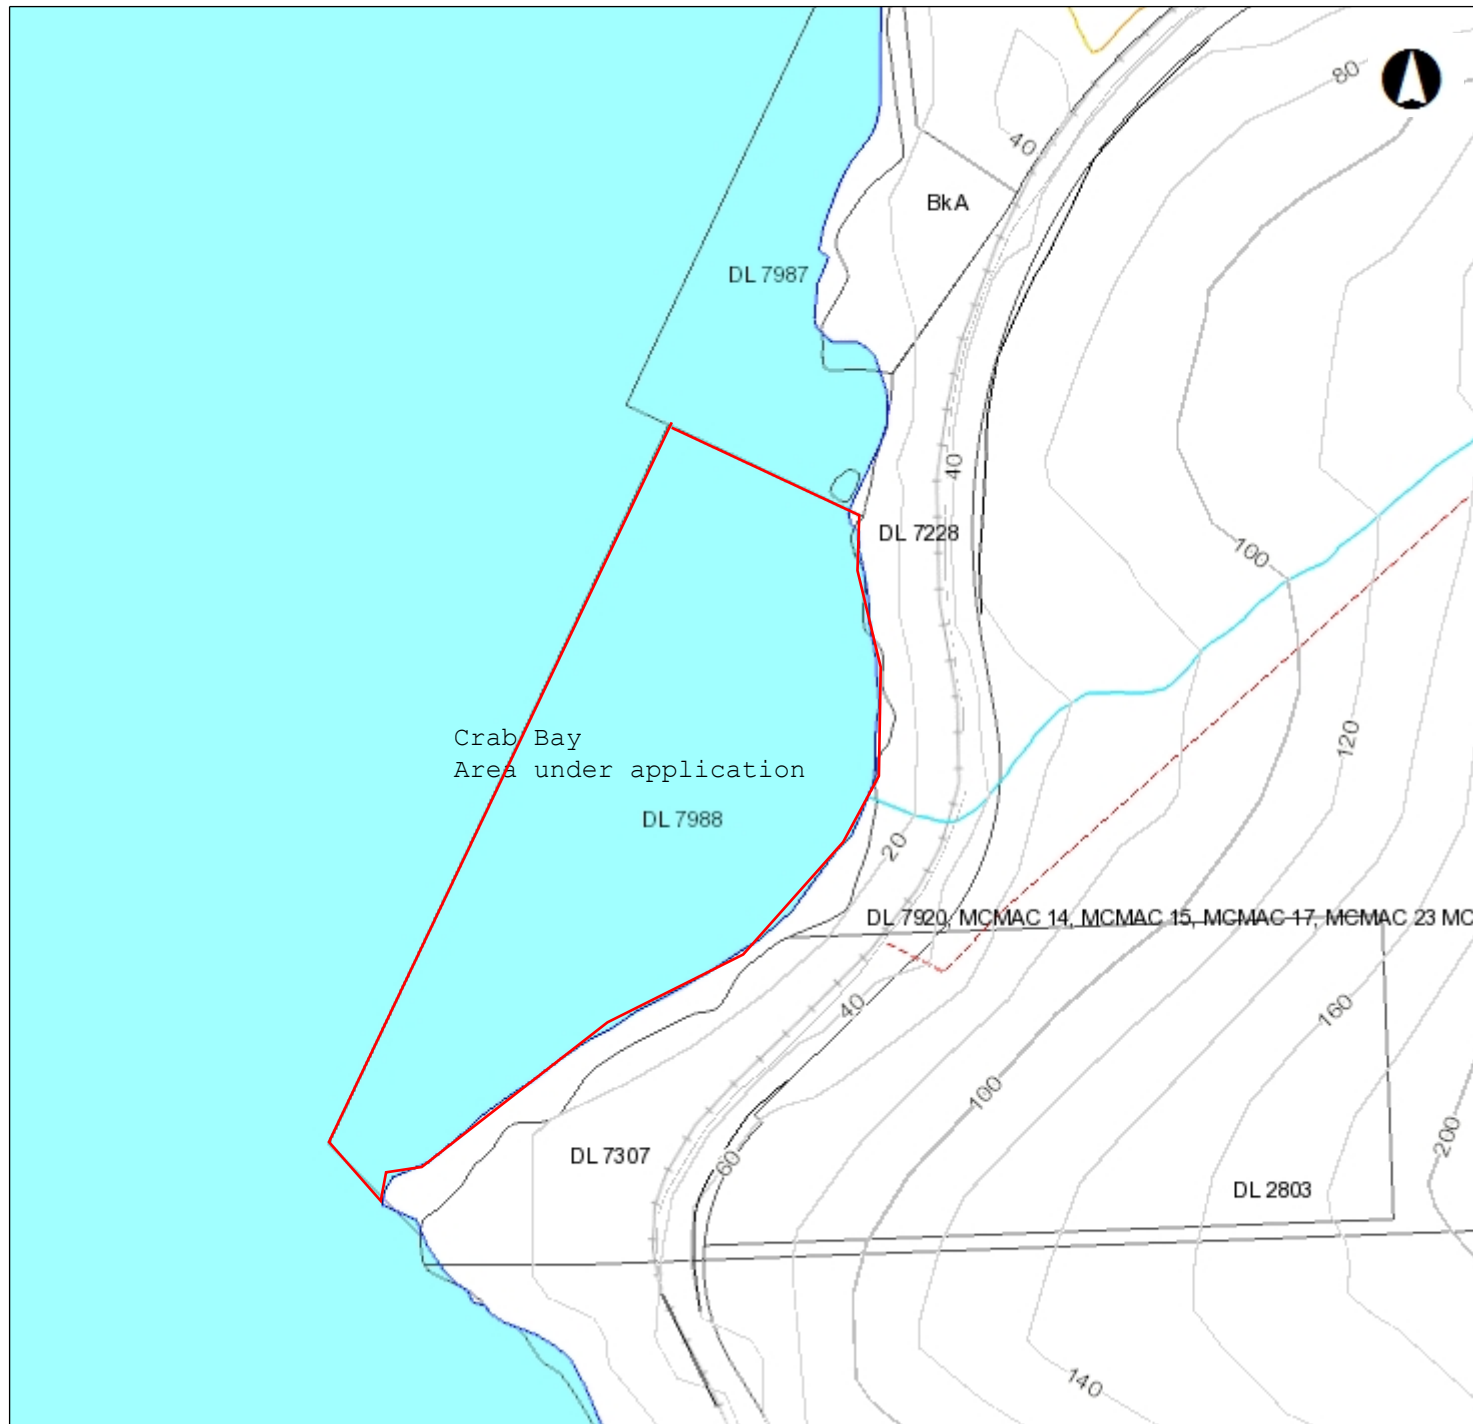 80
40
BkA
DL 7987
40
DL 7228
100
Crab Bay
Area under application
120
DL 7988
20
DL 7920, MCMAC 14, MCMAC 15, MCMAC 17, MCMAC 23 MC
40
160
100
200
DL 7307
60
DL 2803
140